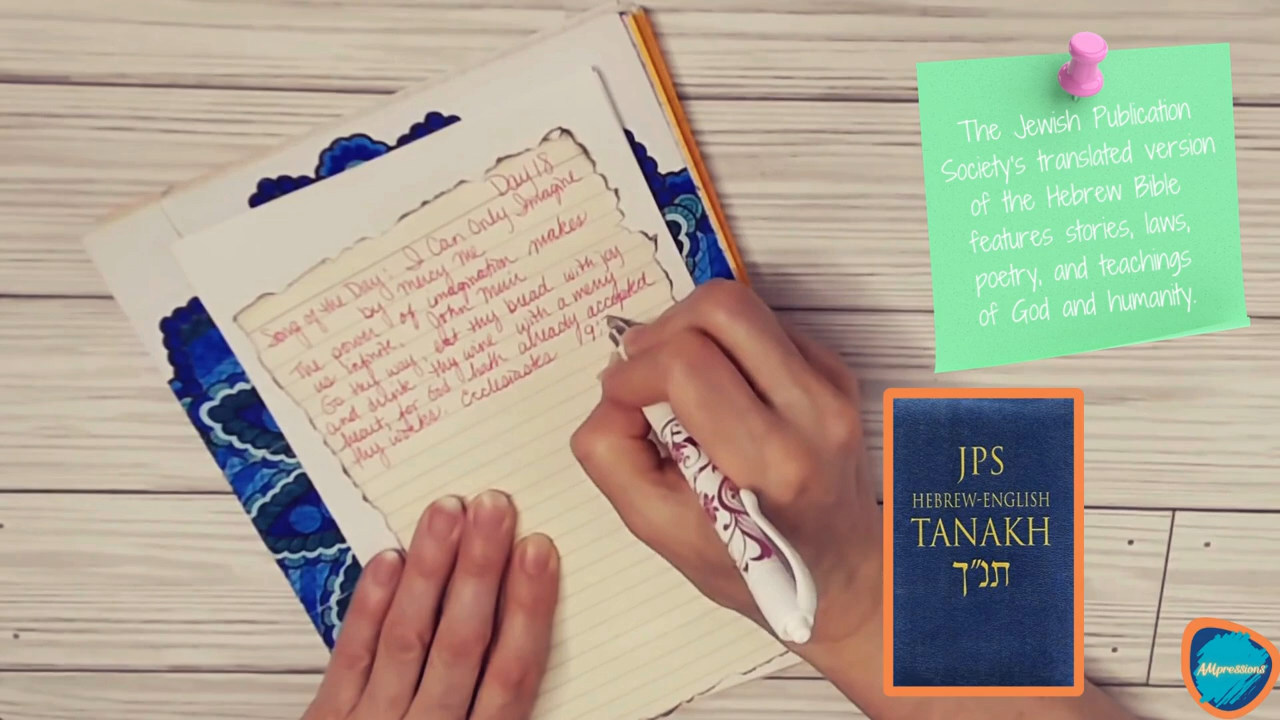 Day 18
Song of the Day: I Can Only Imagine
by mercy me
The power of imagination makes
us infinite. John Muir
Go thy way, eat thy bread with joy
and drink thy wine with a merry
heart; for God hath already accepted
thy works. Ecclesiastes (9:
The Jewish Publication
Society's translated version
of the Hebrew Bible
features stories, laws,
poetry, and teachings
of God and humanity.
JPS
HEBREW-ENGLISH
TANAKH
תנ״ך
AMpressions